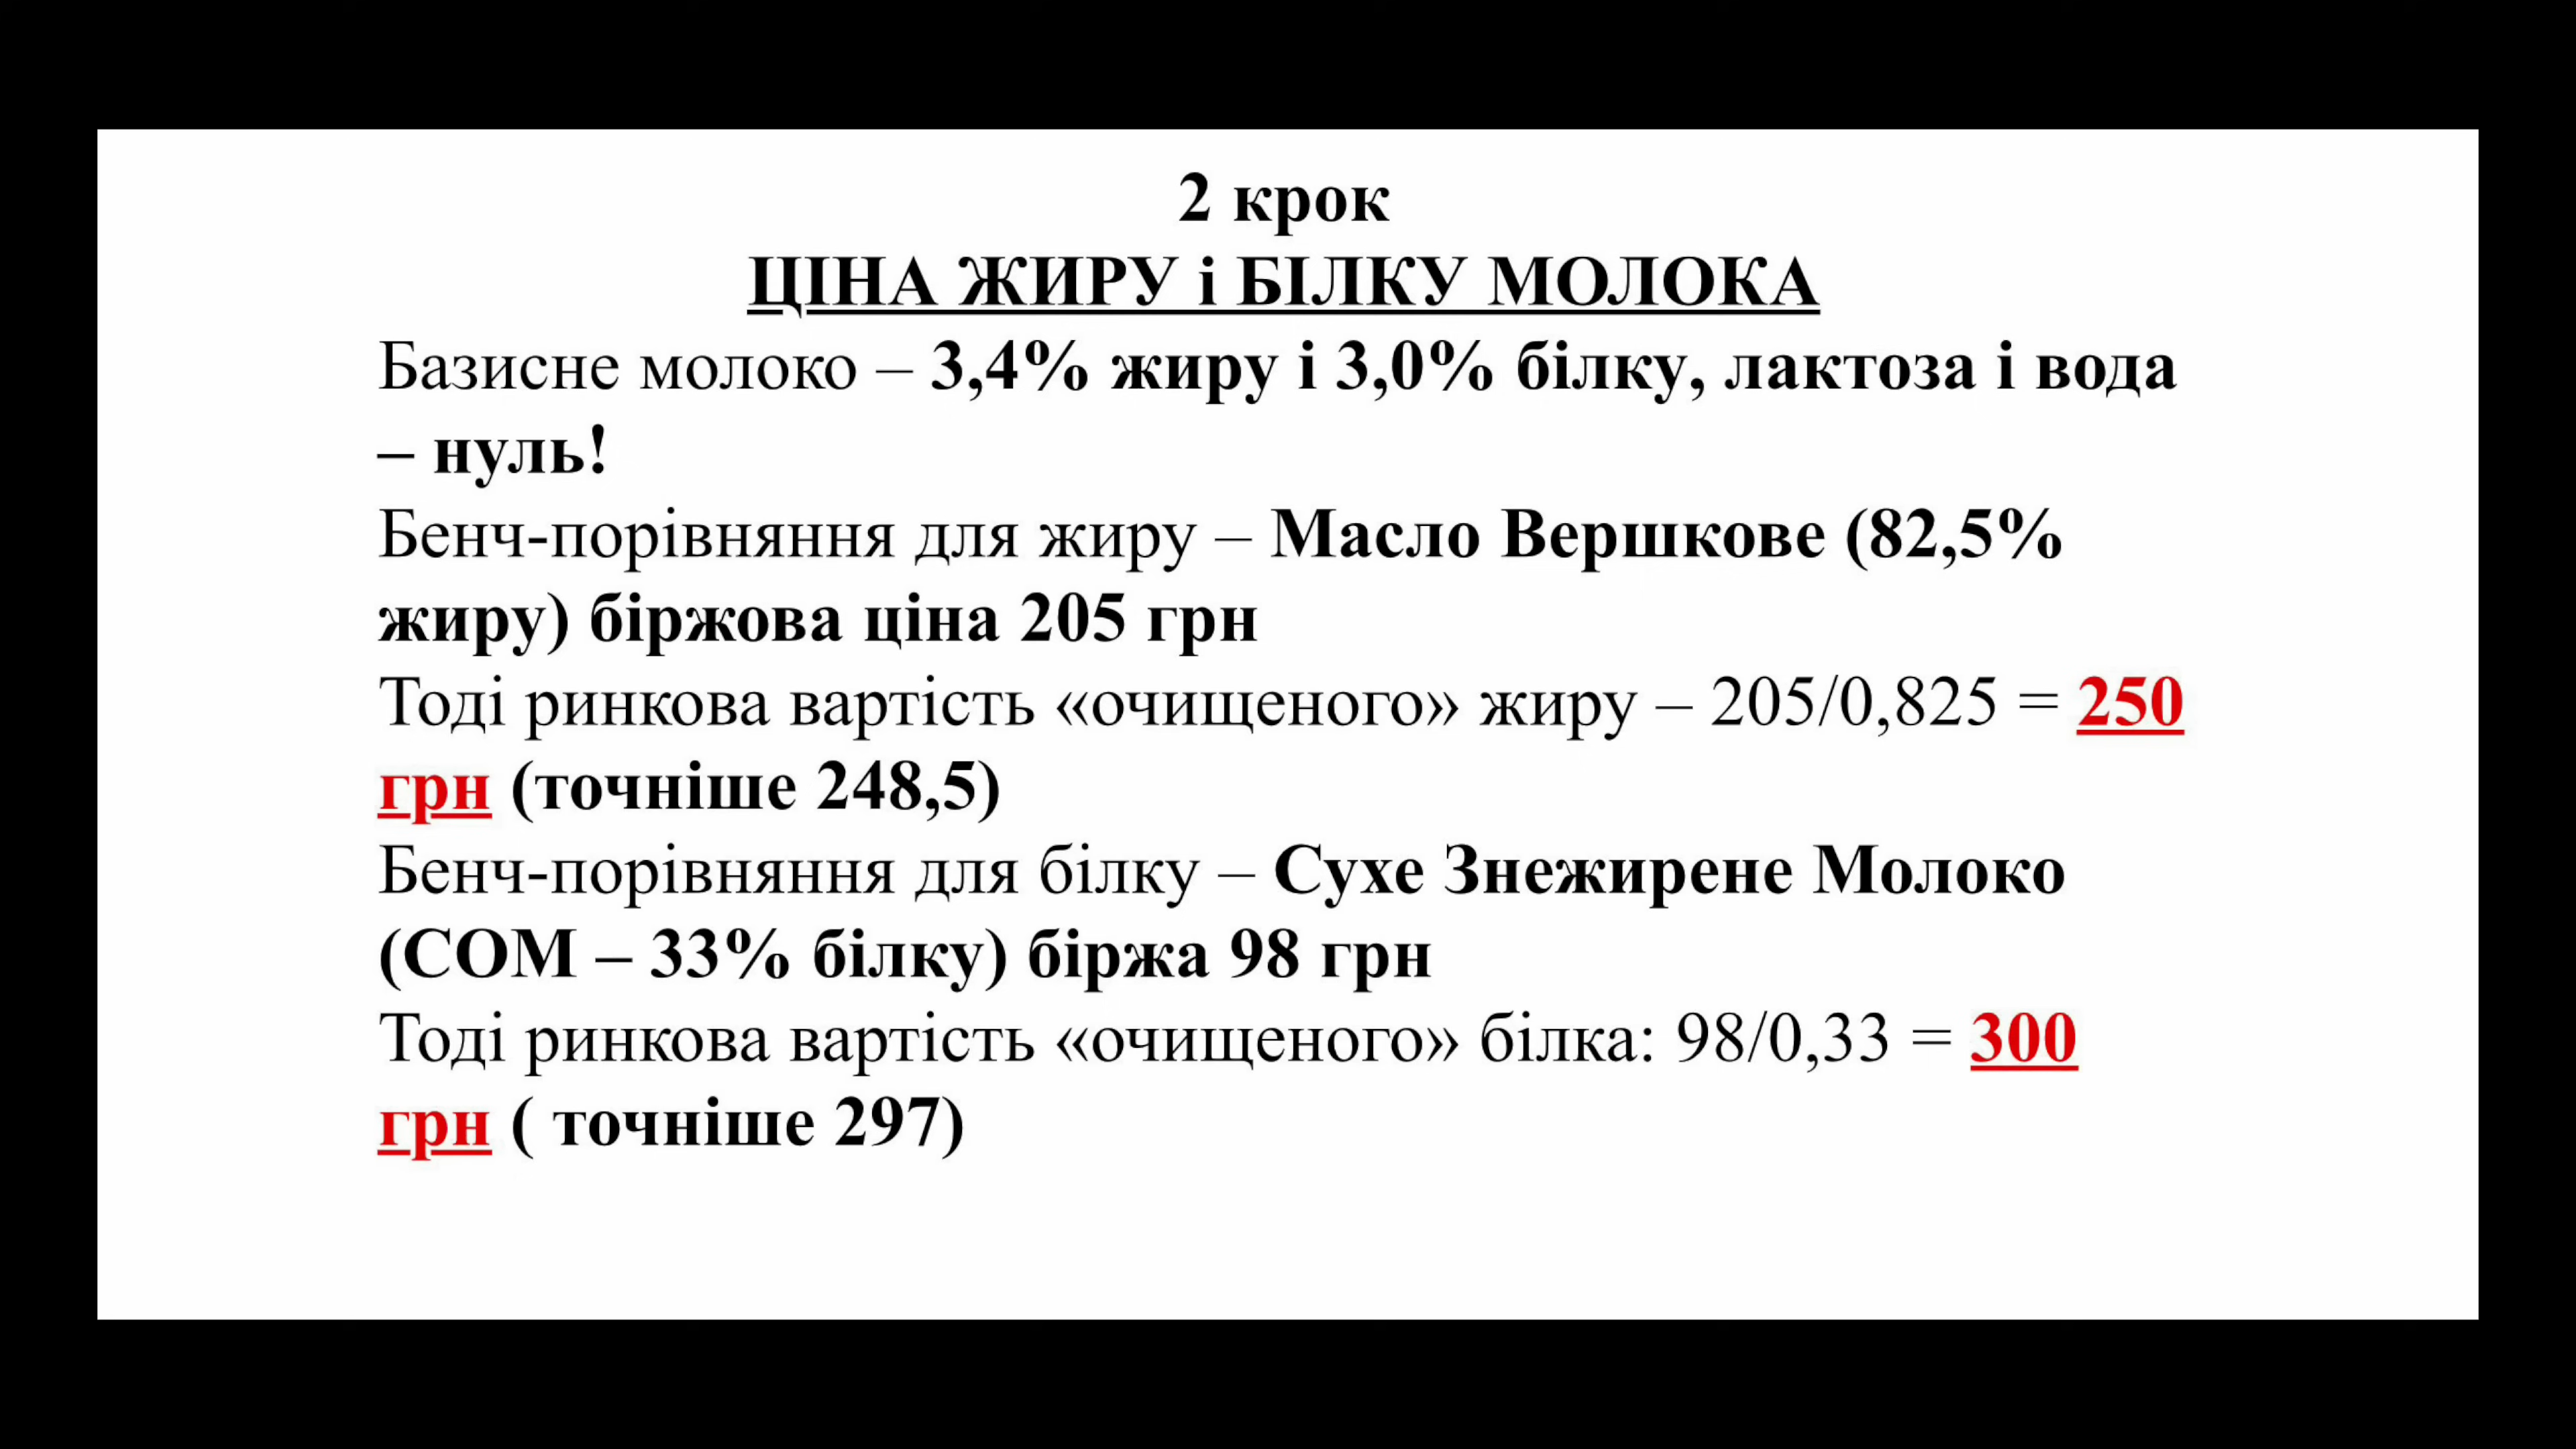 2 крок
ЦІНА ЖИРУ і БІЛКУ МОЛОКА
Базисне молоко – 3,4% жиру і 3,0% білку, лактоза і вода
– нуль!
Бенч-порівняння для жиру – Масло Вершкове (82,5%
жиру) біржова ціна 205 грн
Тоді ринкова вартість «очищеного» жиру – 205/0,825 = 250
грн (точніше 248,5)
Бенч-порівняння для білку – Сухе Знежирене Молоко
(СОМ – 33% білку) біржа 98 грн
Тоді ринкова вартість «очищеного» білка: 98/0,33 = 300
грн ( точніше 297)